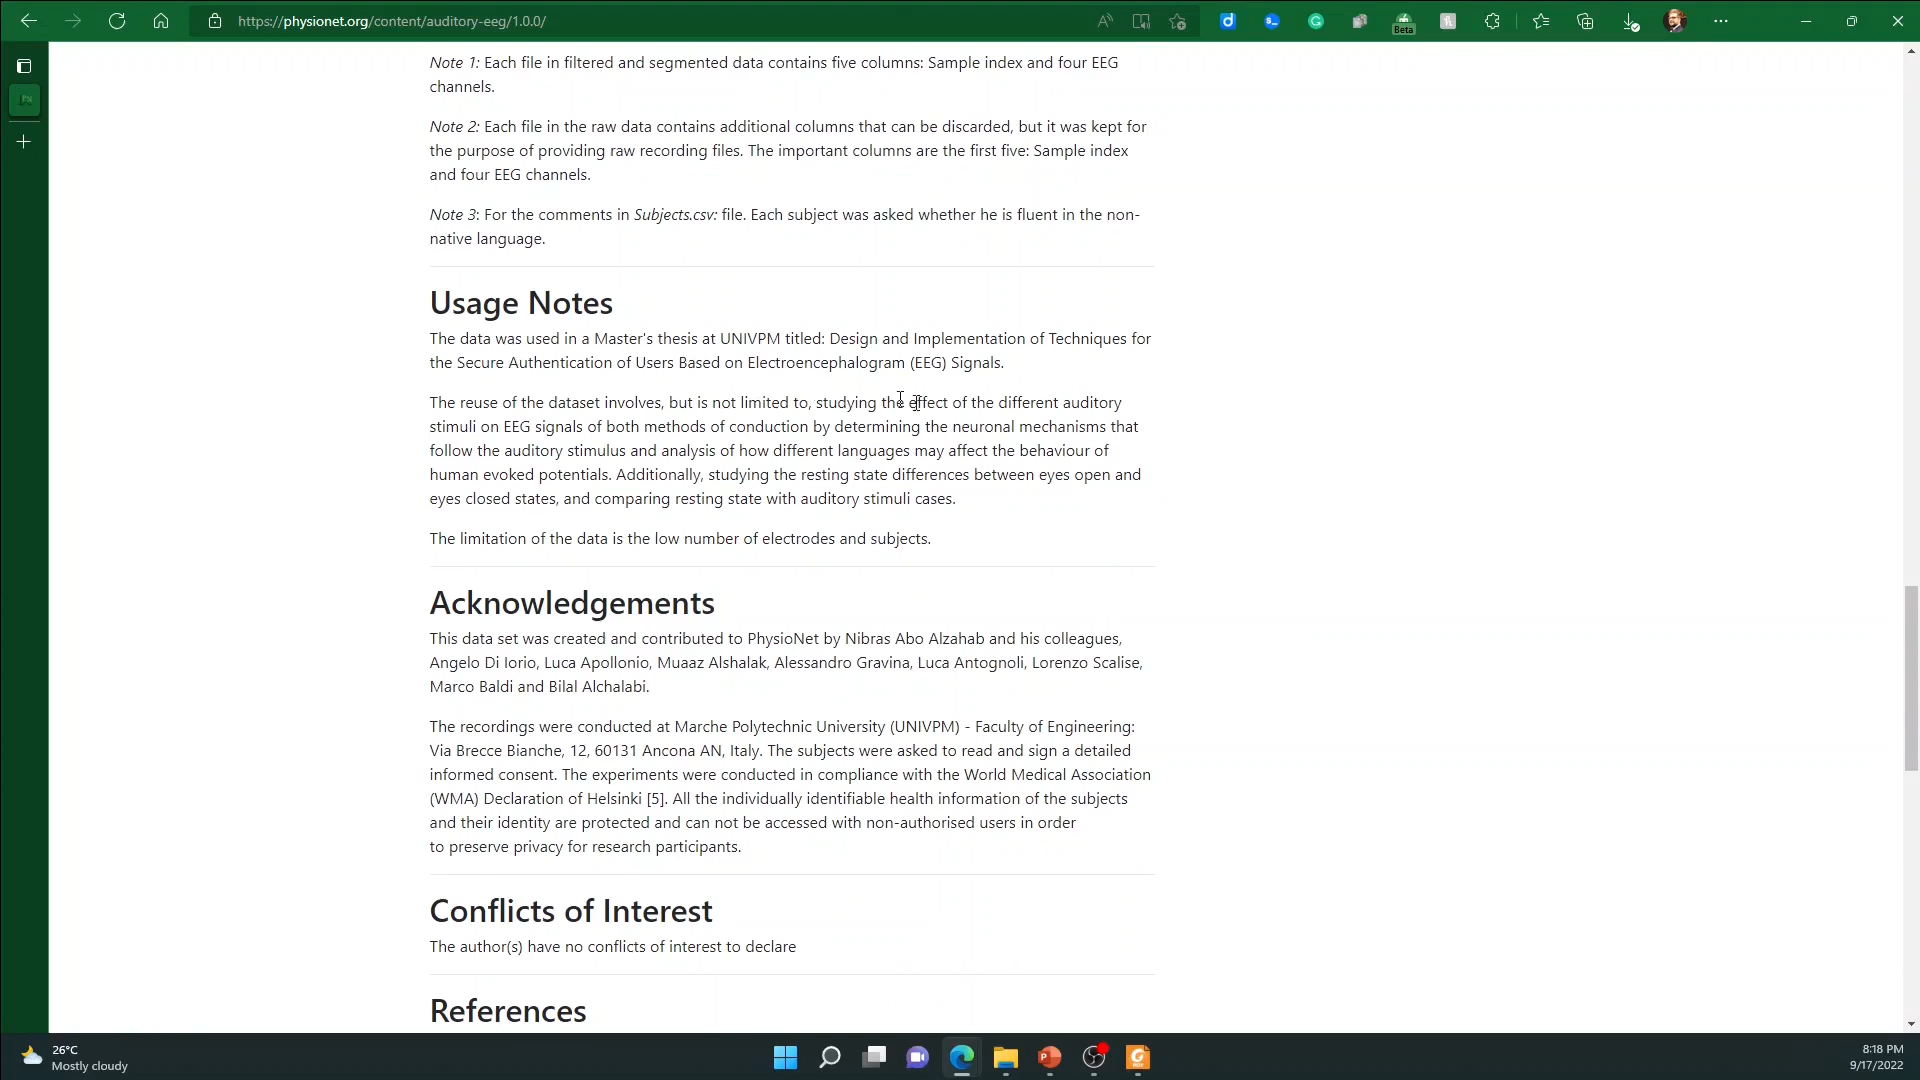 https://physionet.org/content/auditory-eeg/1.0.0/
Beta
Note 1: Each file in filtered and segmented data contains five columns: Sample index and four EEG
channels.
Note 2: Each file in the raw data contains additional columns that can be discarded, but it was kept for
the purpose of providing raw recording files. The important columns are the first five: Sample index
and four EEG channels.
Note 3: For the comments in Subjects.csv: file. Each subject was asked whether he is fluent in the non-
native language.
Usage Notes
The data was used in a Master's thesis at UNIVPM titled: Design and Implementation of Techniques for
the Secure Authentication of Users Based on Electroencephalogram (EEG) Signals.
The reuse of the dataset involves, but is not limited to, studying the effect of the different auditory
stimuli on EEG signals of both methods of conduction by determining the neuronal mechanisms that
follow the auditory stimulus and analysis of how different languages may affect the behaviour of
human evoked potentials. Additionally, studying the resting state differences between eyes open and
eyes closed states, and comparing resting state with auditory stimuli cases.
The limitation of the data is the low number of electrodes and subjects.
Acknowledgements
This data set was created and contributed to PhysioNet by Nibras Abo Alzahab and his colleagues,
Angelo Di Iorio, Luca Apollonio, Muaaz Alshalak, Alessandro Gravina, Luca Antognoli, Lorenzo Scalise,
Marco Baldi and Bilal Alchalabi.
The recordings were conducted at Marche Polytechnic University (UNIVPM) - Faculty of Engineering:
Via Brecce Bianche, 12, 60131 Ancona AN, Italy. The subjects were asked to read and sign a detailed
informed consent. The experiments were conducted in compliance with the World Medical Association
(WMA) Declaration of Helsinki [5]. All the individually identifiable health information of the subjects
and their identity are protected and can not be accessed with non-authorised users in order
to preserve privacy for research participants.
Conflicts of Interest
The author(s) have no conflicts of interest to declare
References
26°C
Mostly cloudy
8:18 PM
9/17/2022